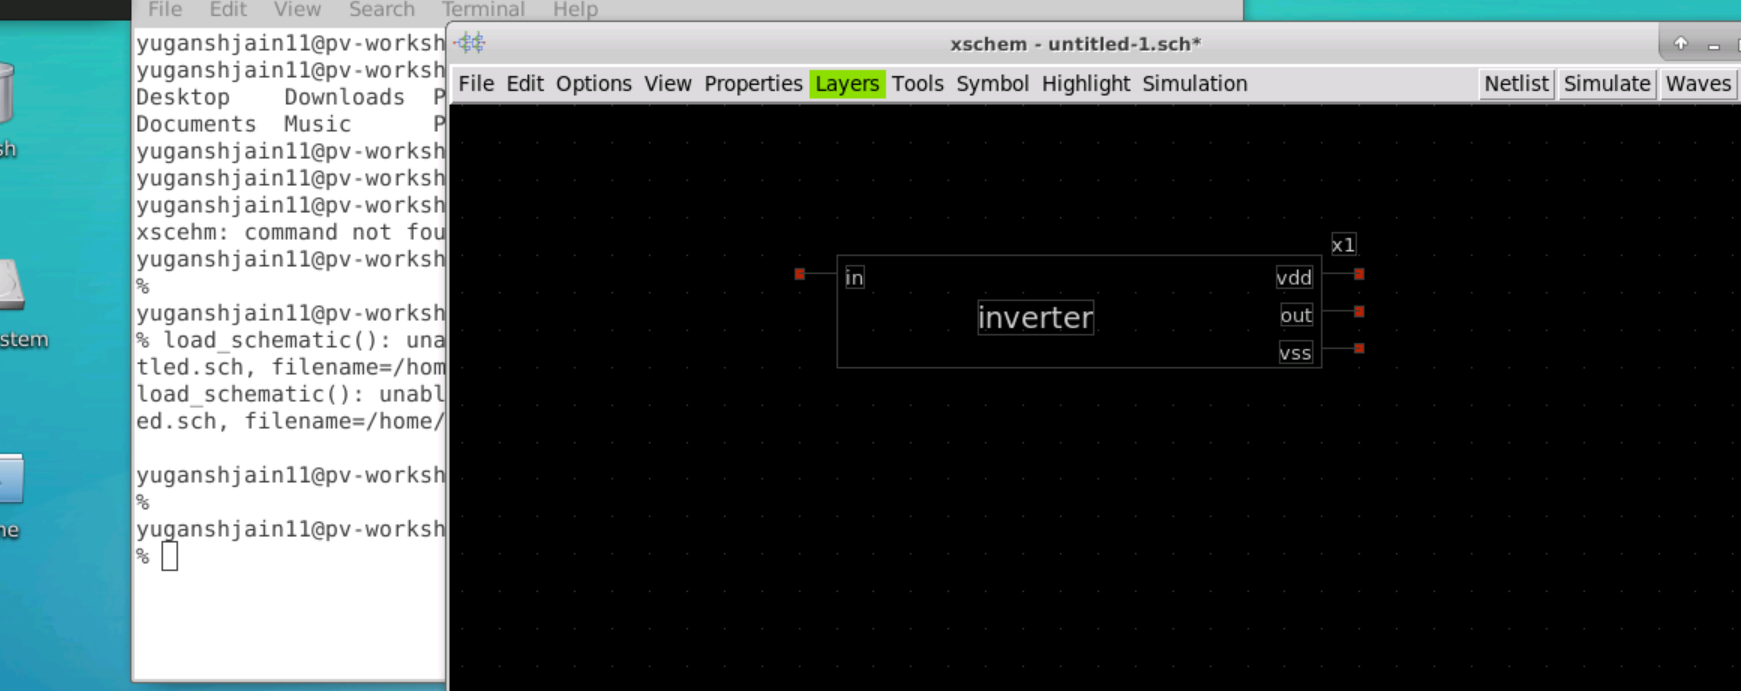 File Edit View Search Terminal Help
yuganshjain11@pv-worksh
yuganshjain11@pv-worksh
Desktop Downloads P
Documents Music P
yuganshjain11@pv-worksh
yuganshjain11@pv-worksh
yuganshjain11@pv-worksh
xscehm: command not fou
yuganshjain11@pv-worksh
%
yuganshjain11@pv-worksh
% load_schematic(): una
tled.sch, filename=/hom
load_schematic(): unabl
ed.sch, filename=/home/
yuganshjain11@pv-worksh
%
yuganshjain11@pv-worksh
%
sh
stem
me
xschem - untitled-1.sch*
File Edit Options View Properties Layers Tools Symbol Highlight Simulation Netlist Simulate Waves
x1
in
vdd
inverter
out
vss